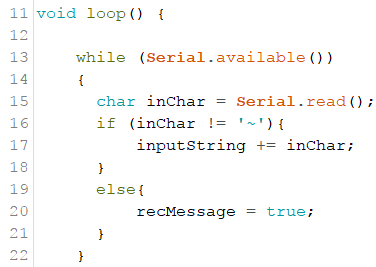 11 void loop() {
12
13     while (Serial.available())
14     {
15       char inChar = Serial.read();
16       if (inChar != '~'){
17           inputString += inChar;
18       }
19       else{
20           recMessage = true;
21       }
22     }